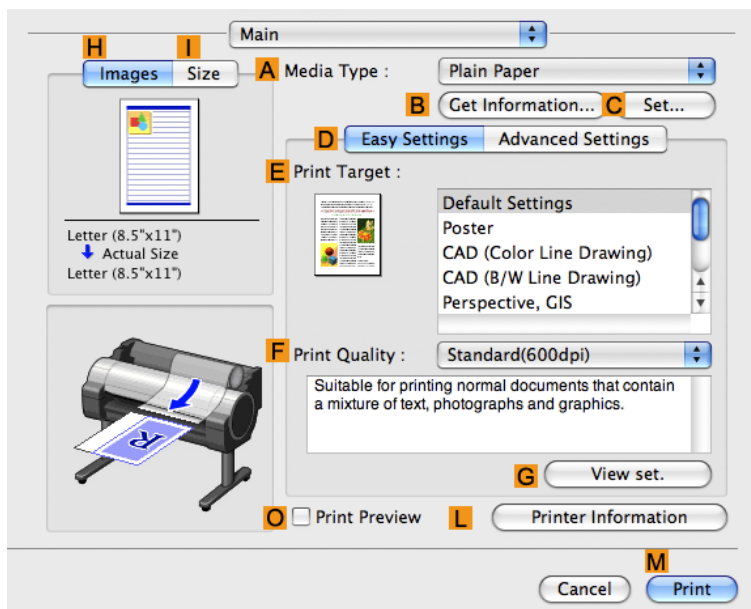 Main
H
I
Images
Size
A
Media Type :
Plain Paper
B
Get Information...
C
Set...
D
Easy Settings
Advanced Settings
E
Print Target :
Default Settings
Poster
CAD (Color Line Drawing)
CAD (B/W Line Drawing)
Perspective, GIS
Letter (8.5"x11")
Actual Size
Letter (8.5"x11")
R
F
Print Quality :
Standard(600dpi)
Suitable for printing normal documents that contain
a mixture of text, photographs and graphics.
G
View set.
O
Print Preview
L
Printer Information
M
Cancel
Print